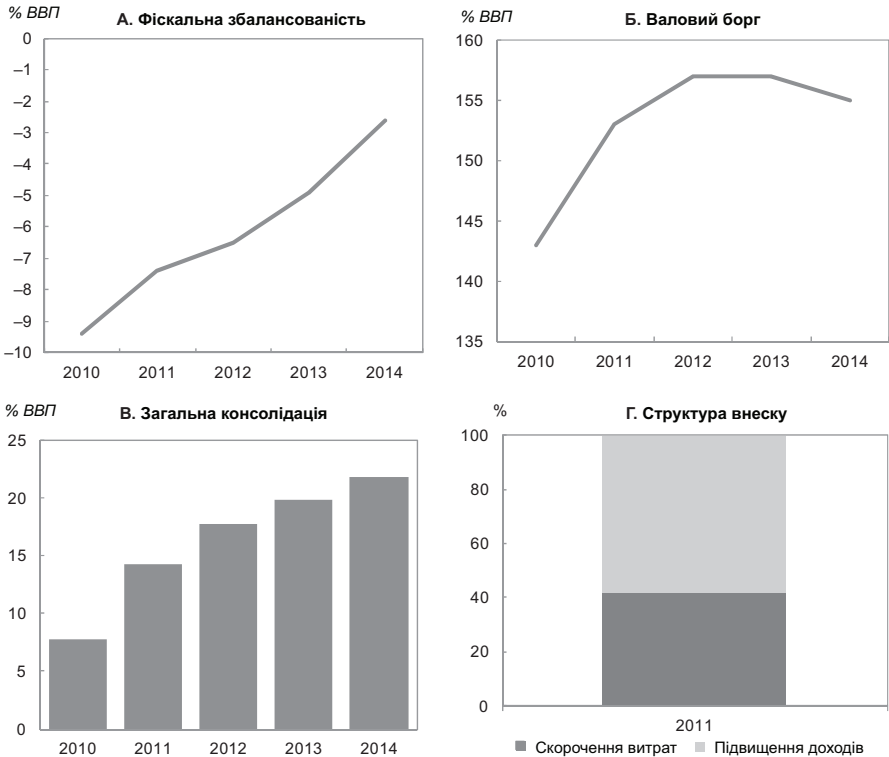 % ВВП
А. Фіскальна збалансованість
0
–1
–2
–3
–4
–5
–6
–7
–8
–9
–10
2010 2011 2012 2013 2014
% ВВП
Б. Валовий борг
160
155
150
145
140
135
2010 2011 2012 2013 2014
% ВВП
В. Загальна консолідація
25
20
15
10
5
0
2010 2011 2012 2013 2014
%
Г. Структура внеску
100
80
60
40
20
0
2011
Скорочення витрат Підвищення доходів